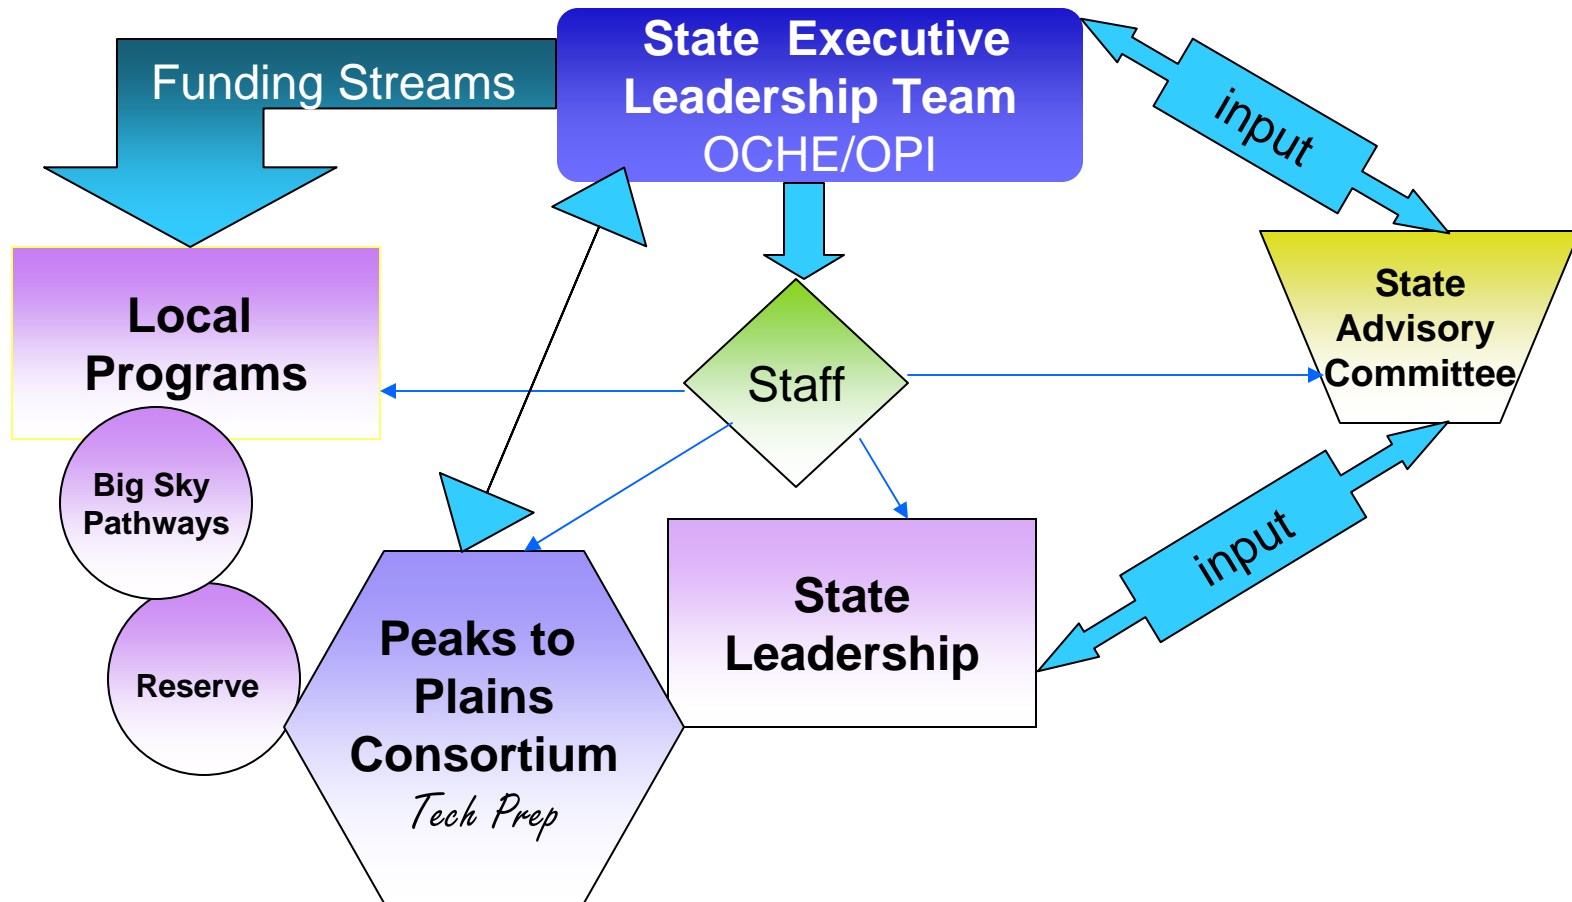 State Executive
Leadership Team
OCHE/OPI
Funding Streams
input
State
Advisory
Committee
Local
Programs
Staff
Big Sky
Pathways
input
State
Leadership
Peaks to
Plains
Consortium
Tech Prep
Reserve